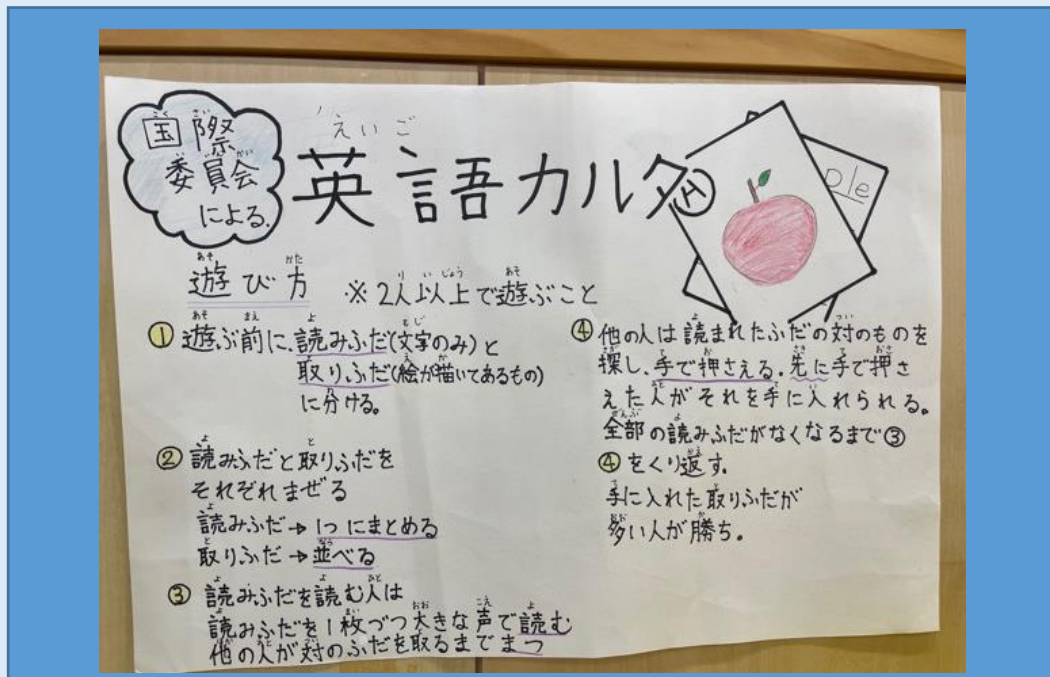 国際
委員会
による.
英語カルタ
遊び方 ※2人以上で遊ぶこと
①遊ぶ前に、読みふだ(文字のみ)と
取りふだ(絵が描いてあるもの)
に分ける。
②読みふだと取りふだを
それぞれまぜる
読みふだ→1つにまとめる
取りふだ→並べる
③読みふだを読む人は
読みふだを1枚づつ大きな声で読む
他の人が対のふだを取るまでまつ
④他の人は読まれたふだの対のものを
探し、手で押さえる。先に手で押さ
えた人がそれを手に入れられる。
全部の読みふだがなくなるまで③
④をくり返す.
手に入れた取りふだが
多い人が勝ち。